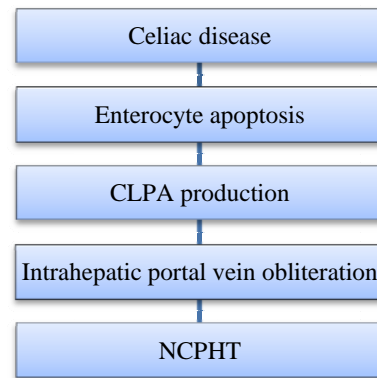 Celiac disease
Enterocyte apoptosis
CLPA production
Intrahepatic portal vein obliteration
NCPHT